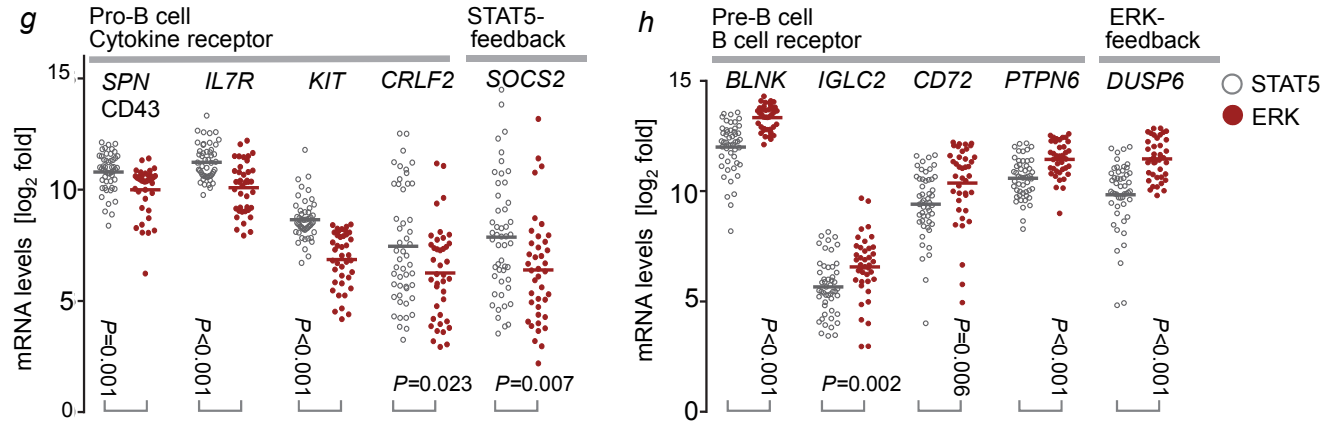 g
Pro-B cell
Cytokine receptor
STAT5-
feedback
SPN
CD43
IL7R
KIT
CRLF2
SOCS2
mRNA levels [log2 fold]
15
10
5
0
P=0.001
P<0.001
P<0.001
P=0.023
P=0.007
h
Pre-B cell
B cell receptor
ERK-
feedback
BLNK
IGLC2
CD72
PTPN6
DUSP6
STAT5
ERK
mRNA levels [log2 fold]
15
10
5
0
P<0.001
P=0.002
P=0.006
P<0.001
P<0.001